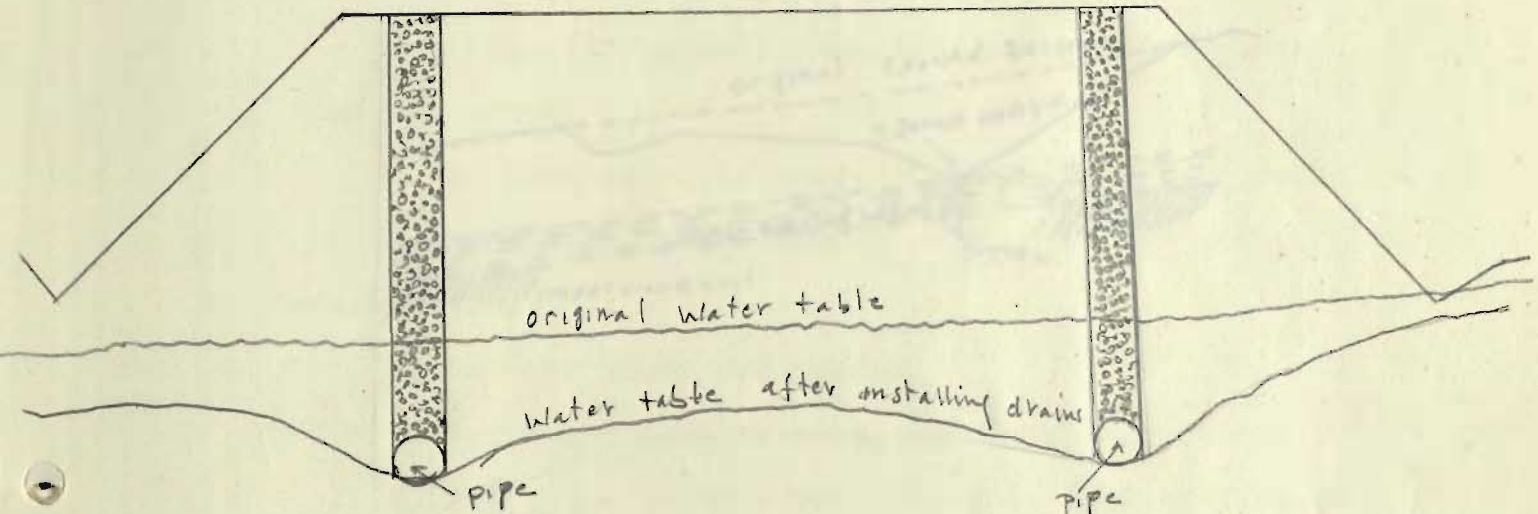 original water table
water table after installing drains
pipe
pipe